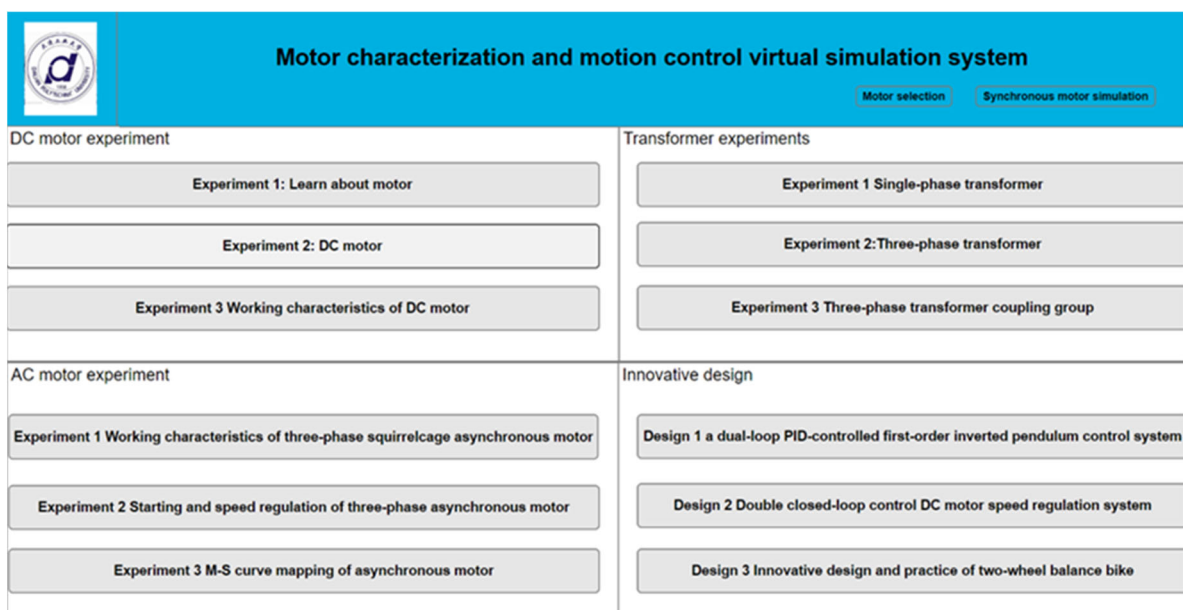 Motor characterization and motion control virtual simulation system
Motor selection
Synchronous motor simulation
DC motor experiment
Experiment 1: Learn about motor
Experiment 2: DC motor
Experiment 3 Working characteristics of DC motor
Transformer experiments
Experiment 1 Single-phase transformer
Experiment 2:Three-phase transformer
Experiment 3 Three-phase transformer coupling group
AC motor experiment
Experiment 1 Working characteristics of three-phase squirrelcage asynchronous motor
Experiment 2 Starting and speed regulation of three-phase asynchronous motor
Experiment 3 M-S curve mapping of asynchronous motor
Innovative design
Design 1 a dual-loop PID-controlled first-order inverted pendulum control system
Design 2 Double closed-loop control DC motor speed regulation system
Design 3 Innovative design and practice of two-wheel balance bike